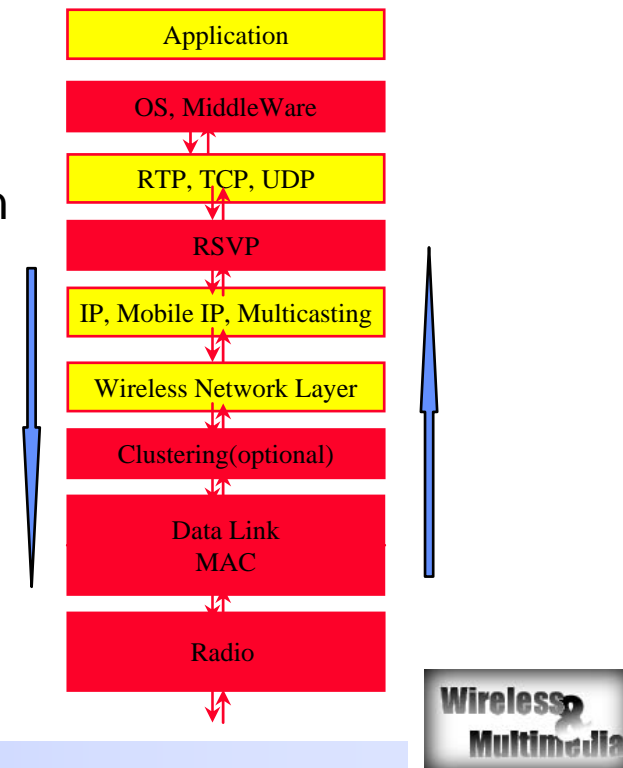 Application
OS, MiddleWare
RTP, TCP, UDP
n
RSVP
IP, Mobile IP, Multicasting
Wireless Network Layer
Clustering(optional)
Data Link
MAC
Radio
Wireless
&
Multimedia